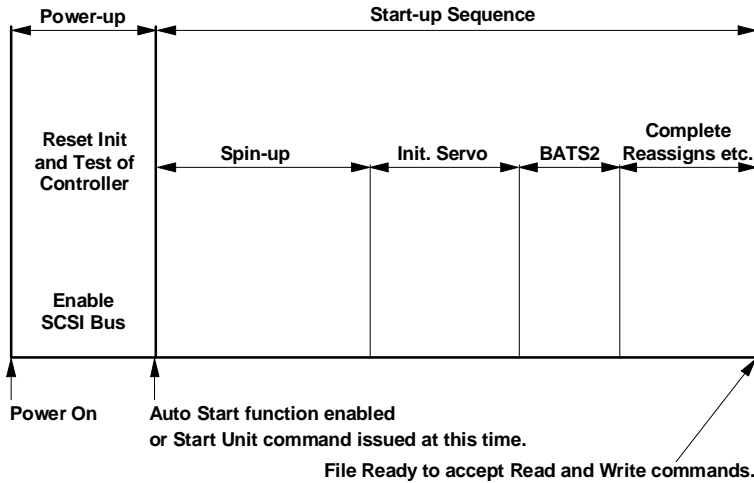 Power-up
Start-up Sequence
Reset Init
and Test of
Controller
Spin-up
Init. Servo
BATS2
Complete
Reassigns etc.
Enable
SCSI Bus
Power On
Auto Start function enabled
or Start Unit command issued at this time.
File Ready to accept Read and Write commands.